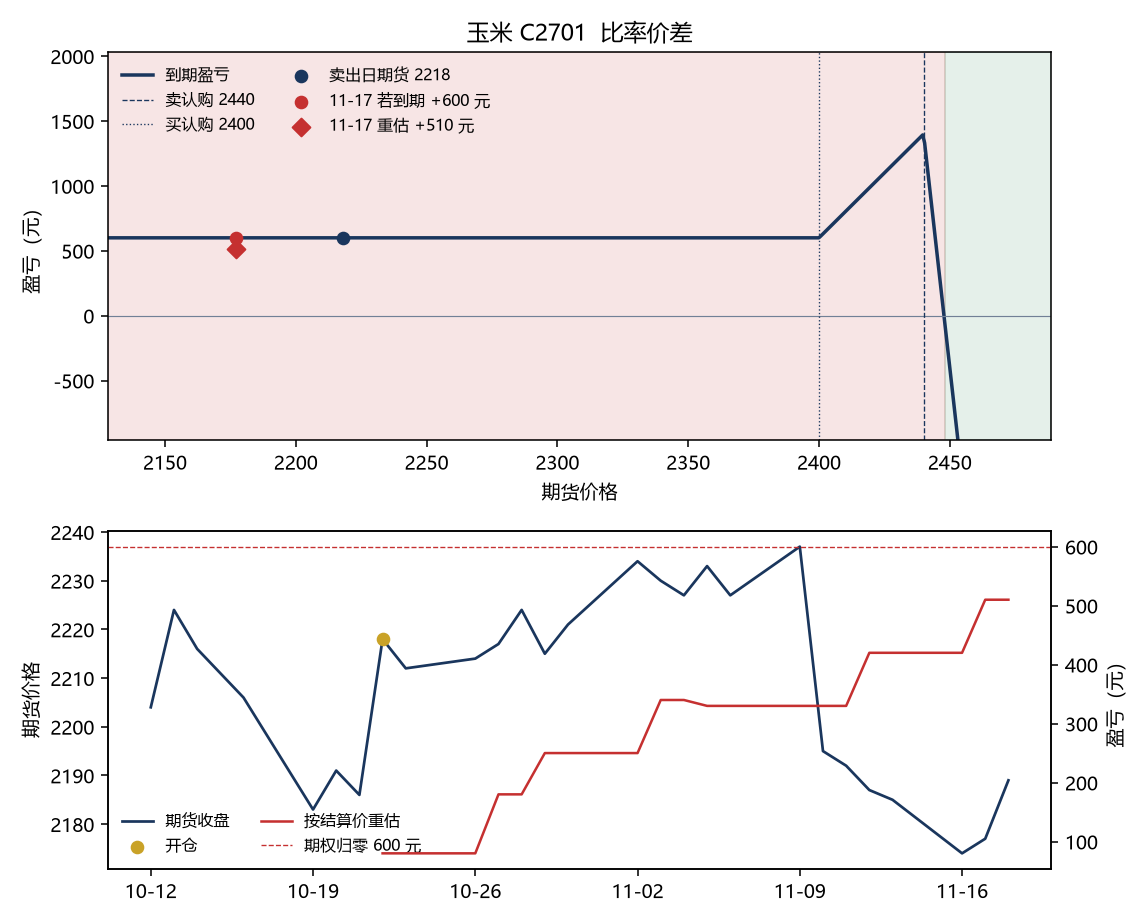 玉米 C2701 比率价差
到期盈亏
卖认购 2440
买认购 2400
卖出日期货 2218
11-17 若到期 +600 元
11-17 重估 +510 元
盈亏（元）
2000
1500
1000
500
0
-500
2150
2200
2250
2300
2350
2400
2450
期货价格
期货价格
2240
2230
2220
2210
2200
2190
2180
期货收盘
开仓
按结算价重估
期权归零 600 元
600
500
400
300
200
100
盈亏（元）
10-12
10-19
10-26
11-02
11-09
11-16